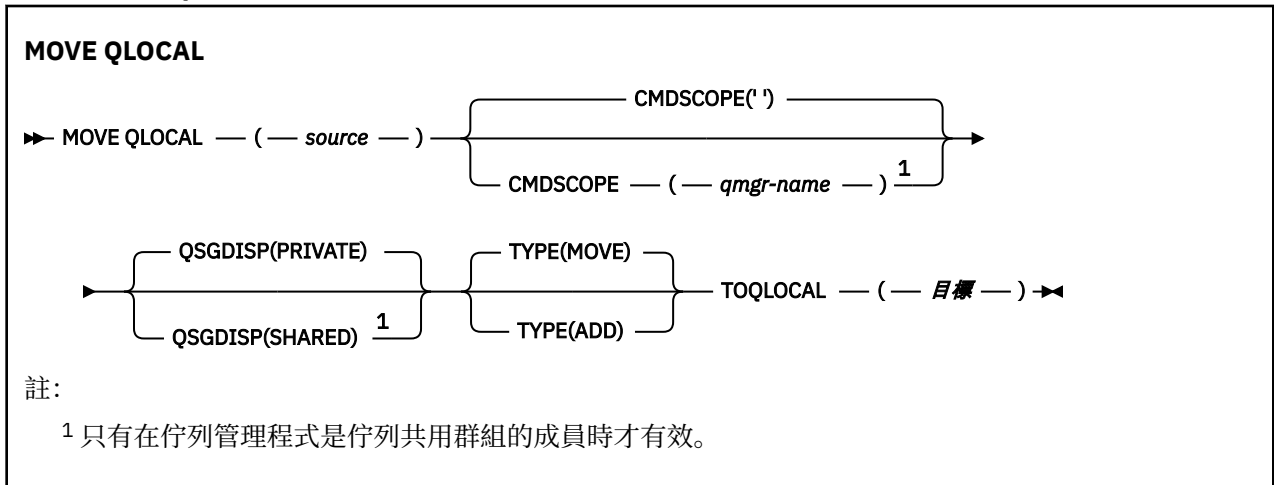 MOVE QLOCAL
CMDSCOPE(' ')
MOVE QLOCAL ( source )
CMDSCOPE ( qmgr-name ) 1
QSGDISP(PRIVATE) TYPE(MOVE)
TOQLOCAL ( 目標 )
QSGDISP(SHARED) 1 TYPE(ADD)
註：
1 只有在佇列管理程式是佇列共用群組的成員時才有效。